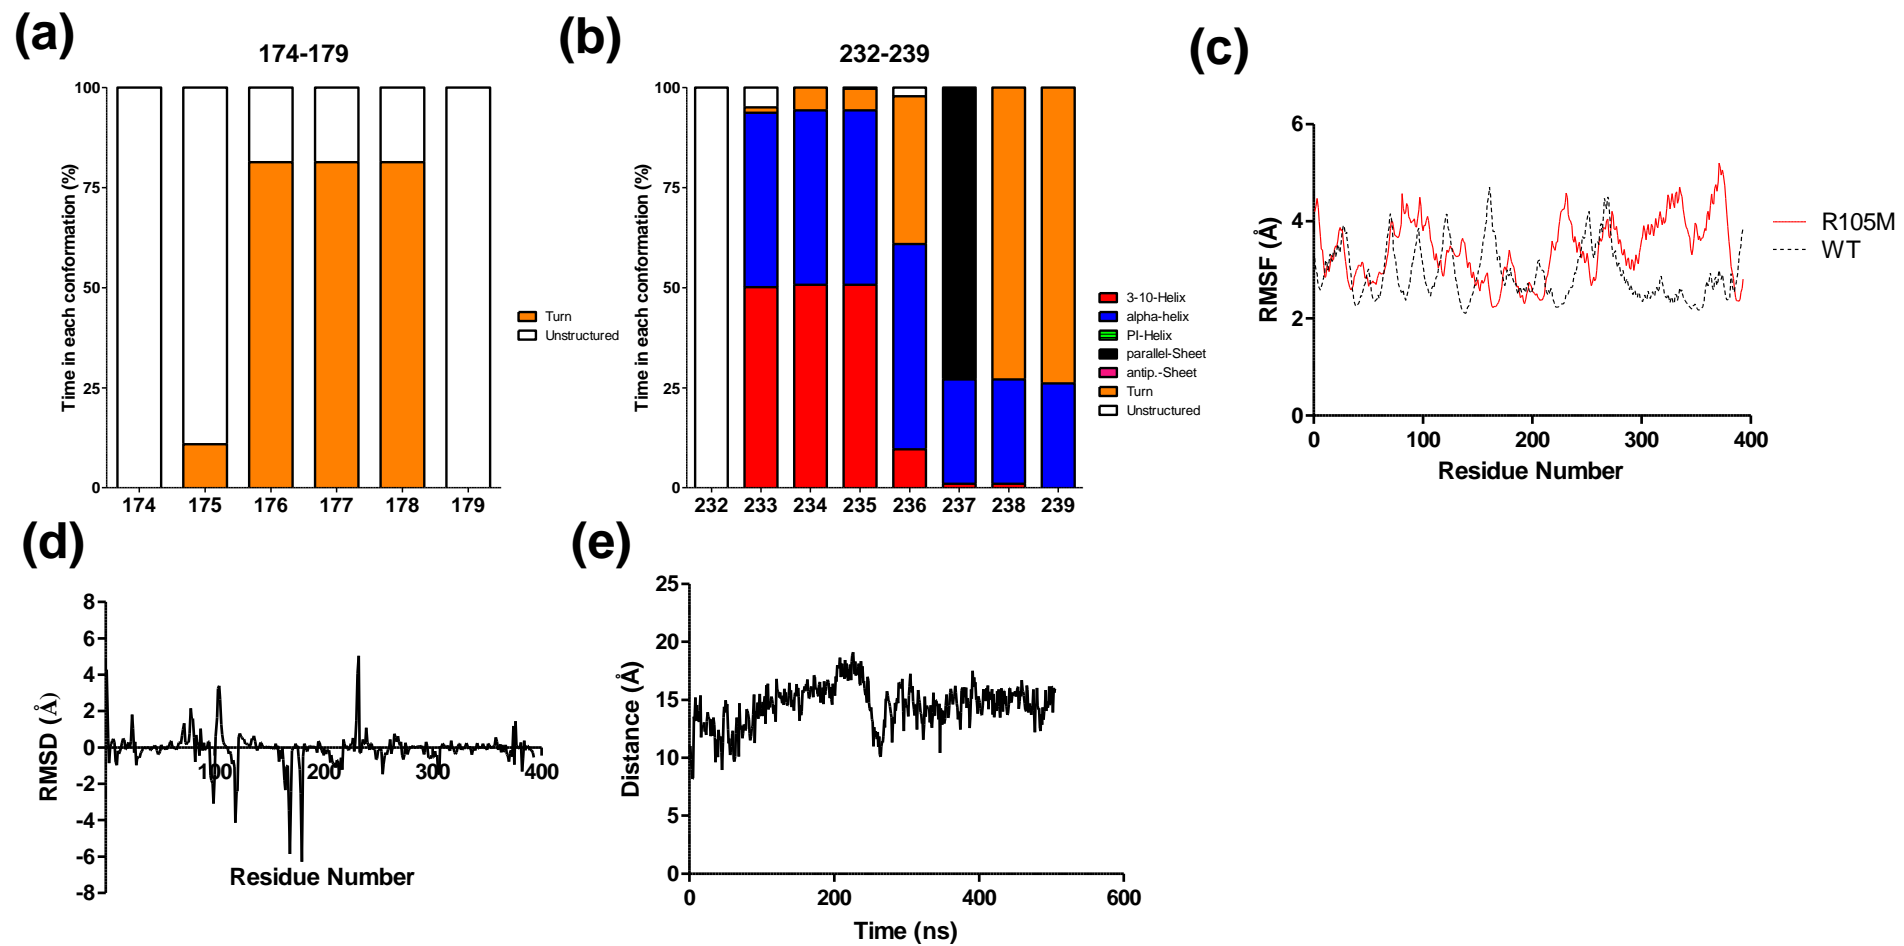 (a)
174-179
Time in each conformation (%)
100
75
50
25
0
174 175 176 177 178 179
Turn
Unstructured
(b)
232-239
Time in each conformation (%)
100
75
50
25
0
232 233 234 235 236 237 238 239
3-10-Helix
alpha-helix
PI-Helix
parallel-Sheet
antip.-Sheet
Turn
Unstructured
(c)
RMSF (Å)
6
4
2
0
0 100 200 300 400
Residue Number
R105M
WT
(d)
RMSD (Å)
8
6
4
2
0
-2
-4
-6
-8
100 200 300 400
Residue Number
(e)
Distance (Å)
25
20
15
10
5
0
0 200 400 600
Time (ns)